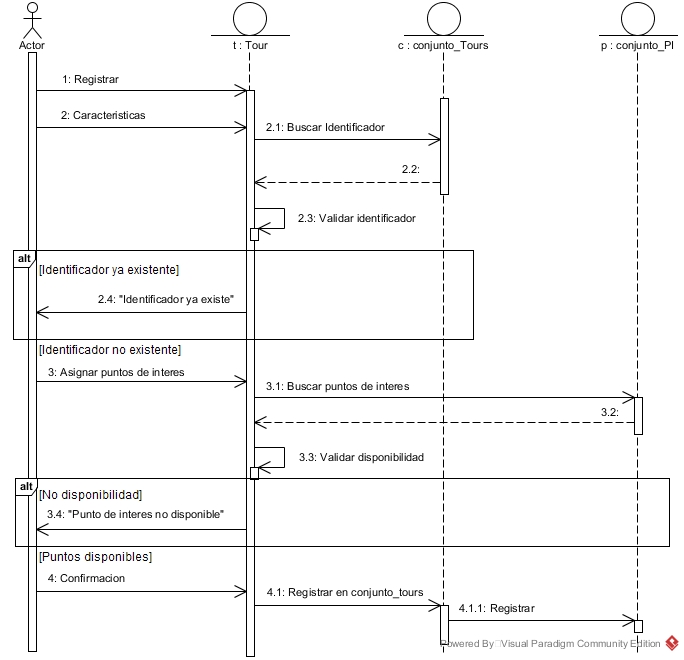 Actor
t : Tour
c : conjunto_Tours
p : conjunto_PI
1: Registrar
2: Caracteristicas
2.1: Buscar Identificador
2.2:
2.3: Validar identificador
alt
[Identificador ya existente]
2.4: "Identificador ya existe"
[Identificador no existente]
3: Asignar puntos de interes
3.1: Buscar puntos de interes
3.2:
3.3: Validar disponibilidad
alt
[No disponibilidad]
3.4: "Punto de interes no disponible"
[Puntos disponibles]
4: Confirmacion
4.1: Registrar en conjunto_tours
4.1.1: Registrar
Powered By Visual Paradigm Community Edition